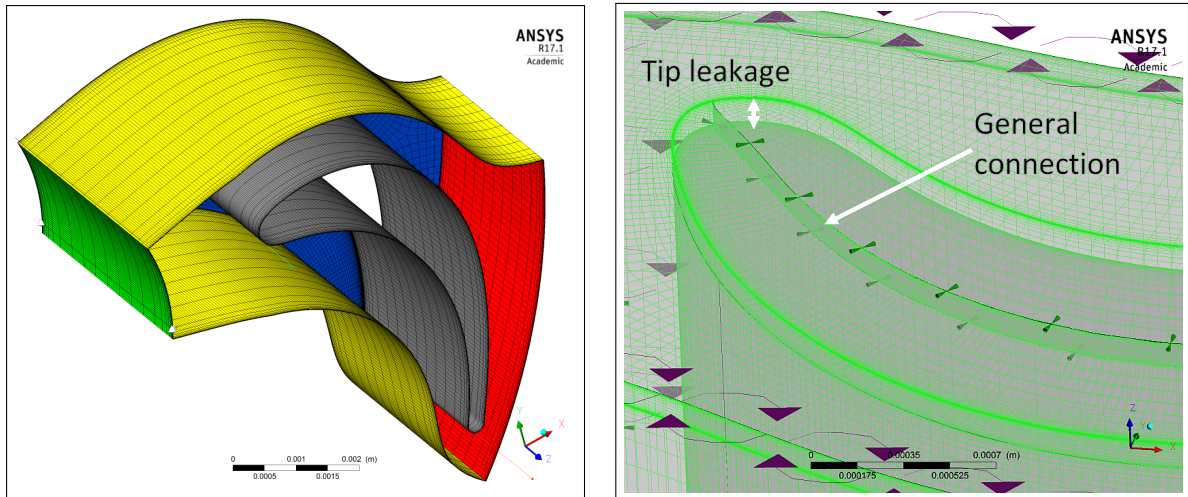 ANSYS
R17.1
Academic
Y
X
Z
0 0.001 0.002 (m)
0.0005 0.0015
ANSYS
R17.1
Academic
Tip leakage
General
connection
Z
Y
X
0 0.00035 0.0007 (m)
0.000175 0.000525